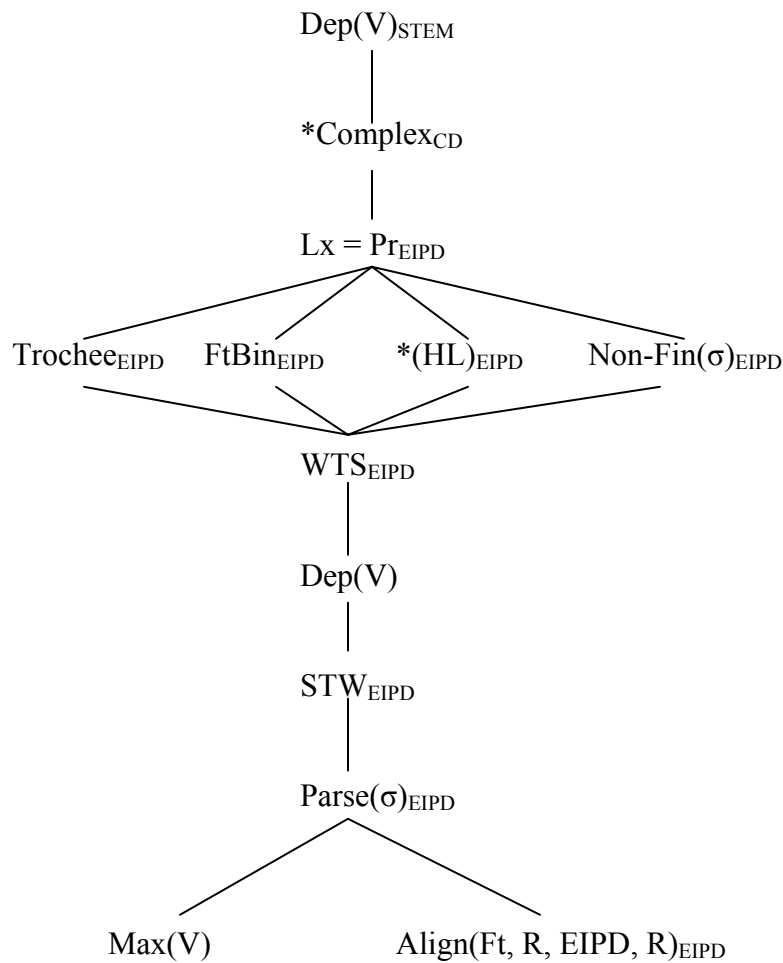 Dep(V)STEM
*ComplexCD
Lx = PrEIPD
TrocheeEIPD FtBinEIPD *(HL)EIPD Non-Fin(σ)EIPD
WTSEIPD
Dep(V)
STWEIPD
Parse(σ)EIPD
Max(V) Align(Ft, R, EIPD, R)EIPD